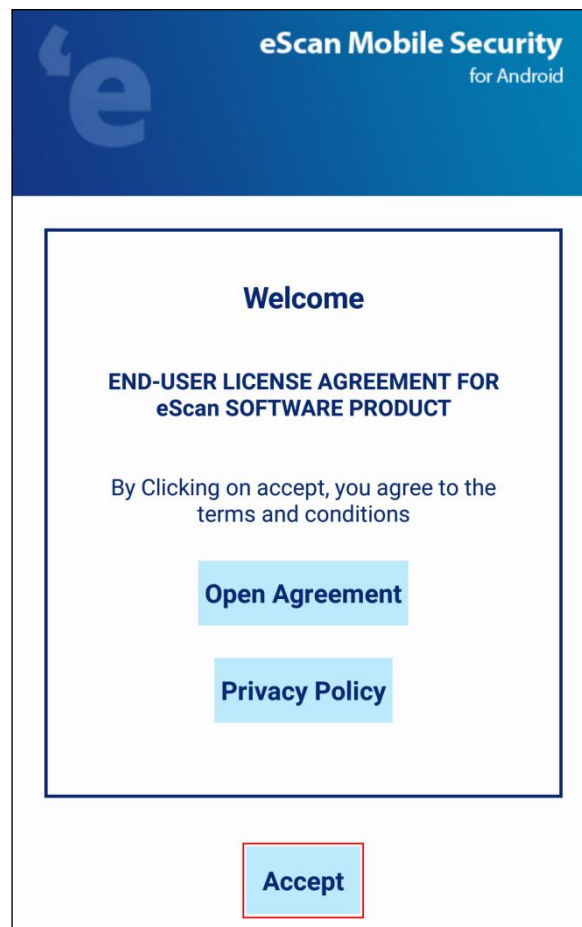 eScan Mobile Security
for Android
Welcome
END-USER LICENSE AGREEMENT FOR
eScan SOFTWARE PRODUCT
By Clicking on accept, you agree to the
terms and conditions
Open Agreement
Privacy Policy
Accept